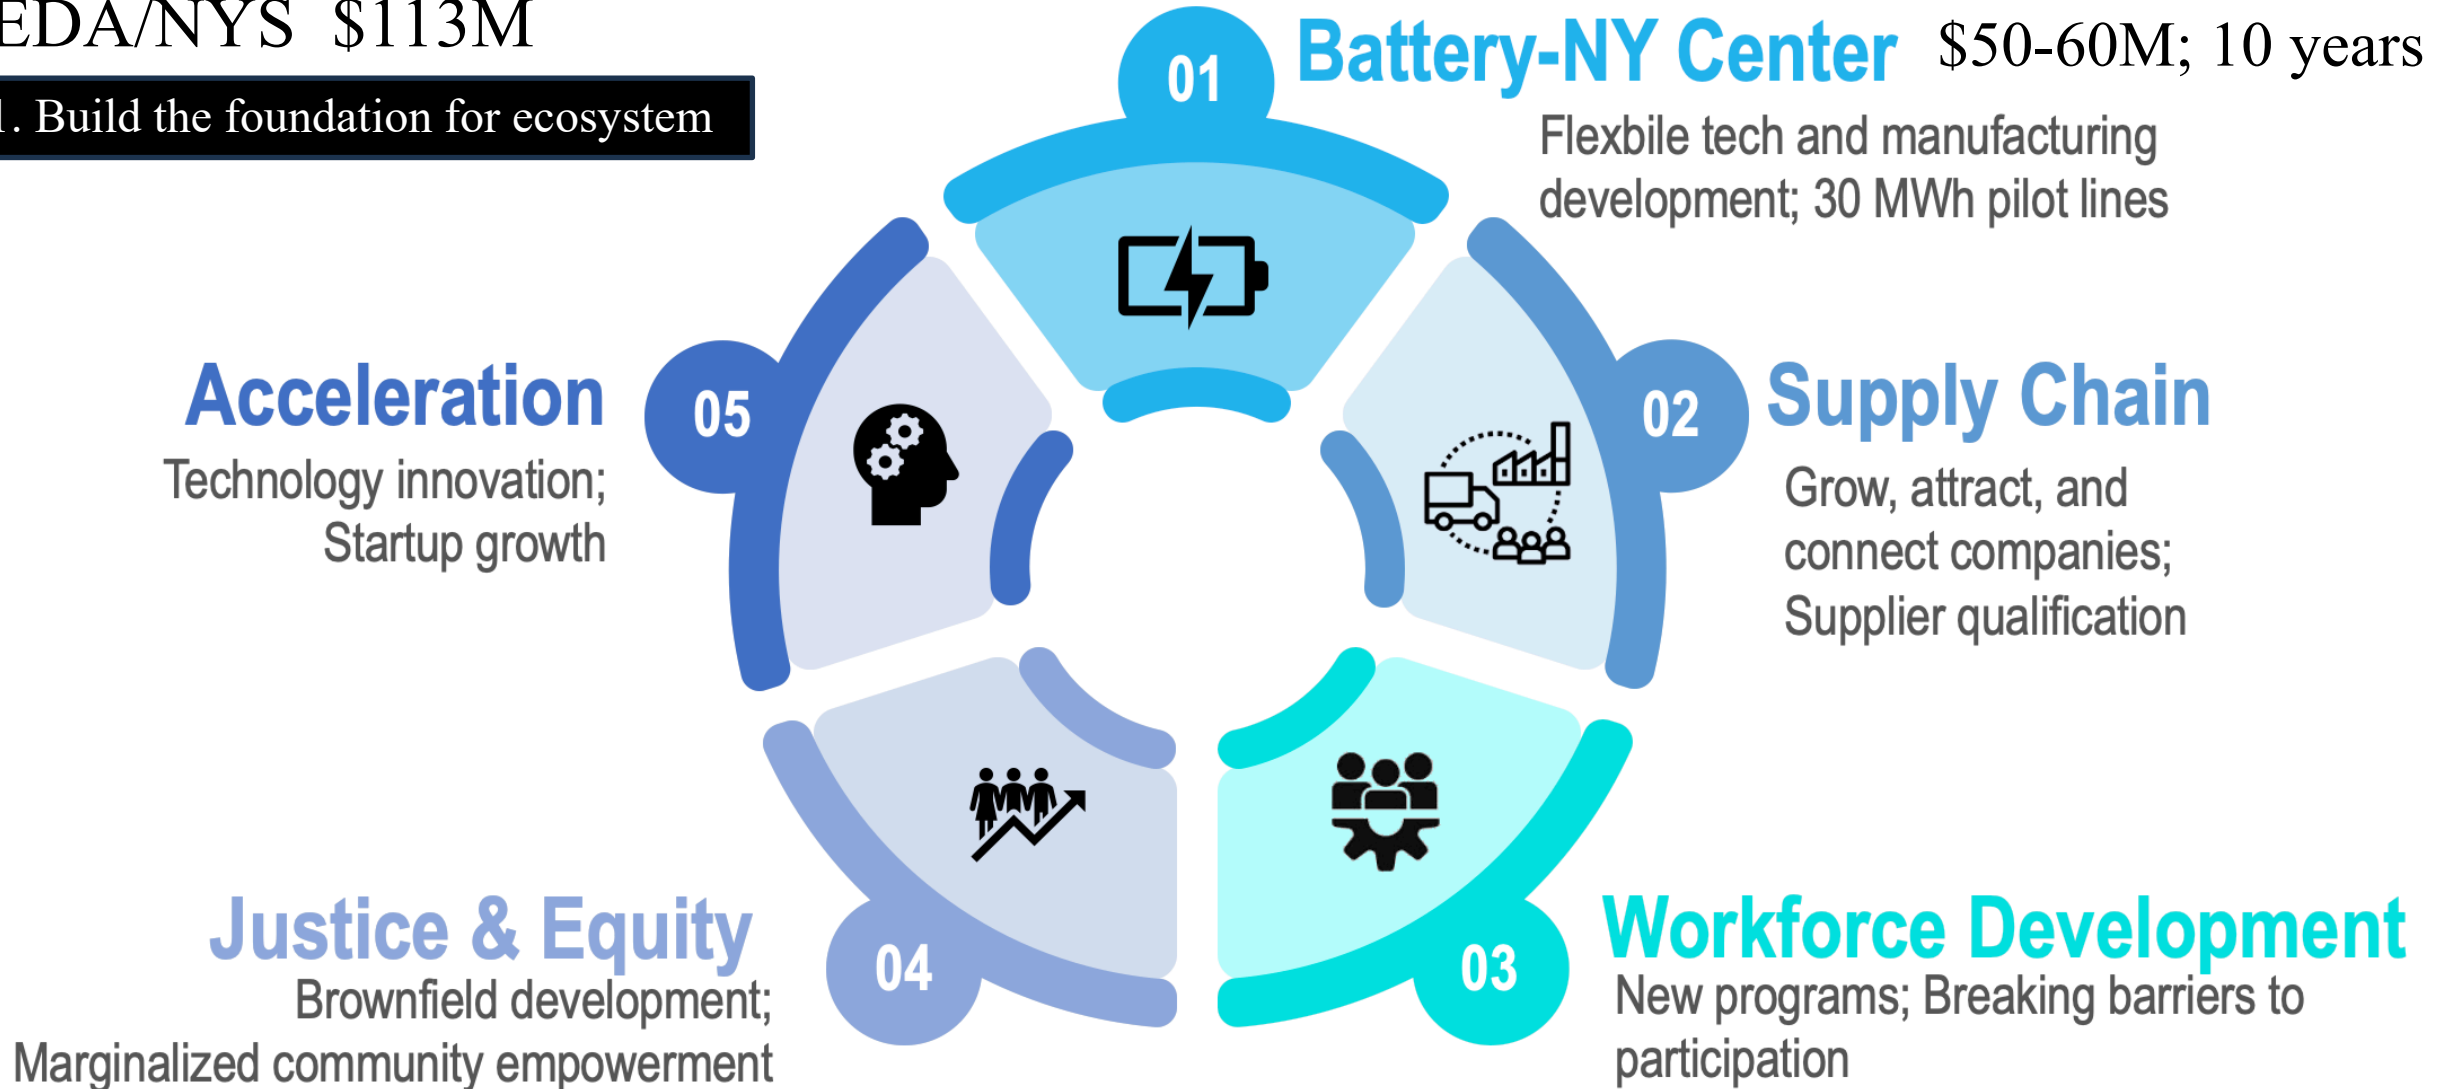 EDA/NYS $113M
1. Build the foundation for ecosystem
01
Battery-NY Center $50-60M; 10 years
Flexbile tech and manufacturing
development; 30 MWh pilot lines
02
Supply Chain
Grow, attract, and
connect companies;
Supplier qualification
03
Workforce Development
New programs; Breaking barriers to
participation
04
Justice & Equity
Brownfield development;
Marginalized community empowerment
05
Acceleration
Technology innovation;
Startup growth